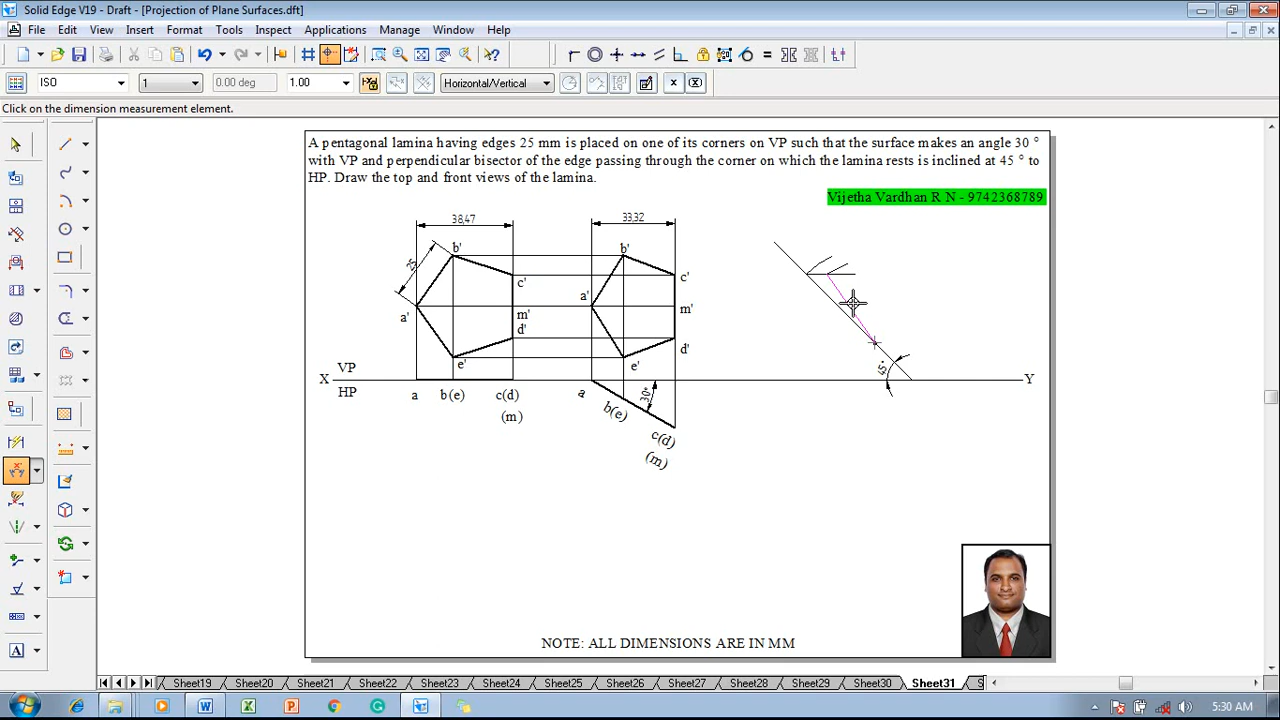 Solid Edge V19 - Draft - [Projection of Plane Surfaces.dft]
File Edit View Insert Format Tools Inspect Applications Manage Window Help
ISO 1 0.00 deg 1.00 Horizontal/Vertical
Click on the dimension measurement element.
A pentagonal lamina having edges 25 mm is placed on one of its corners on VP such that the surface makes an angle 30 °
with VP and perpendicular bisector of the edge passing through the corner on which the lamina rests is inclined at 45 ° to
HP. Draw the top and front views of the lamina.
Vijetha Vardhan R N - 9742368789
38,47 33,32
b' b'
25
c' c'
a' a'
m' m'
d' d'
e' e'
45°
VP
X Y
HP
a b(e) c(d) a b(e) 30°
(m) c(d)
(m)
NOTE: ALL DIMENSIONS ARE IN MM
Sheet19 Sheet20 Sheet21 Sheet22 Sheet23 Sheet24 Sheet25 Sheet26 Sheet27 Sheet28 Sheet29 Sheet30 Sheet31 S
5:30 AM